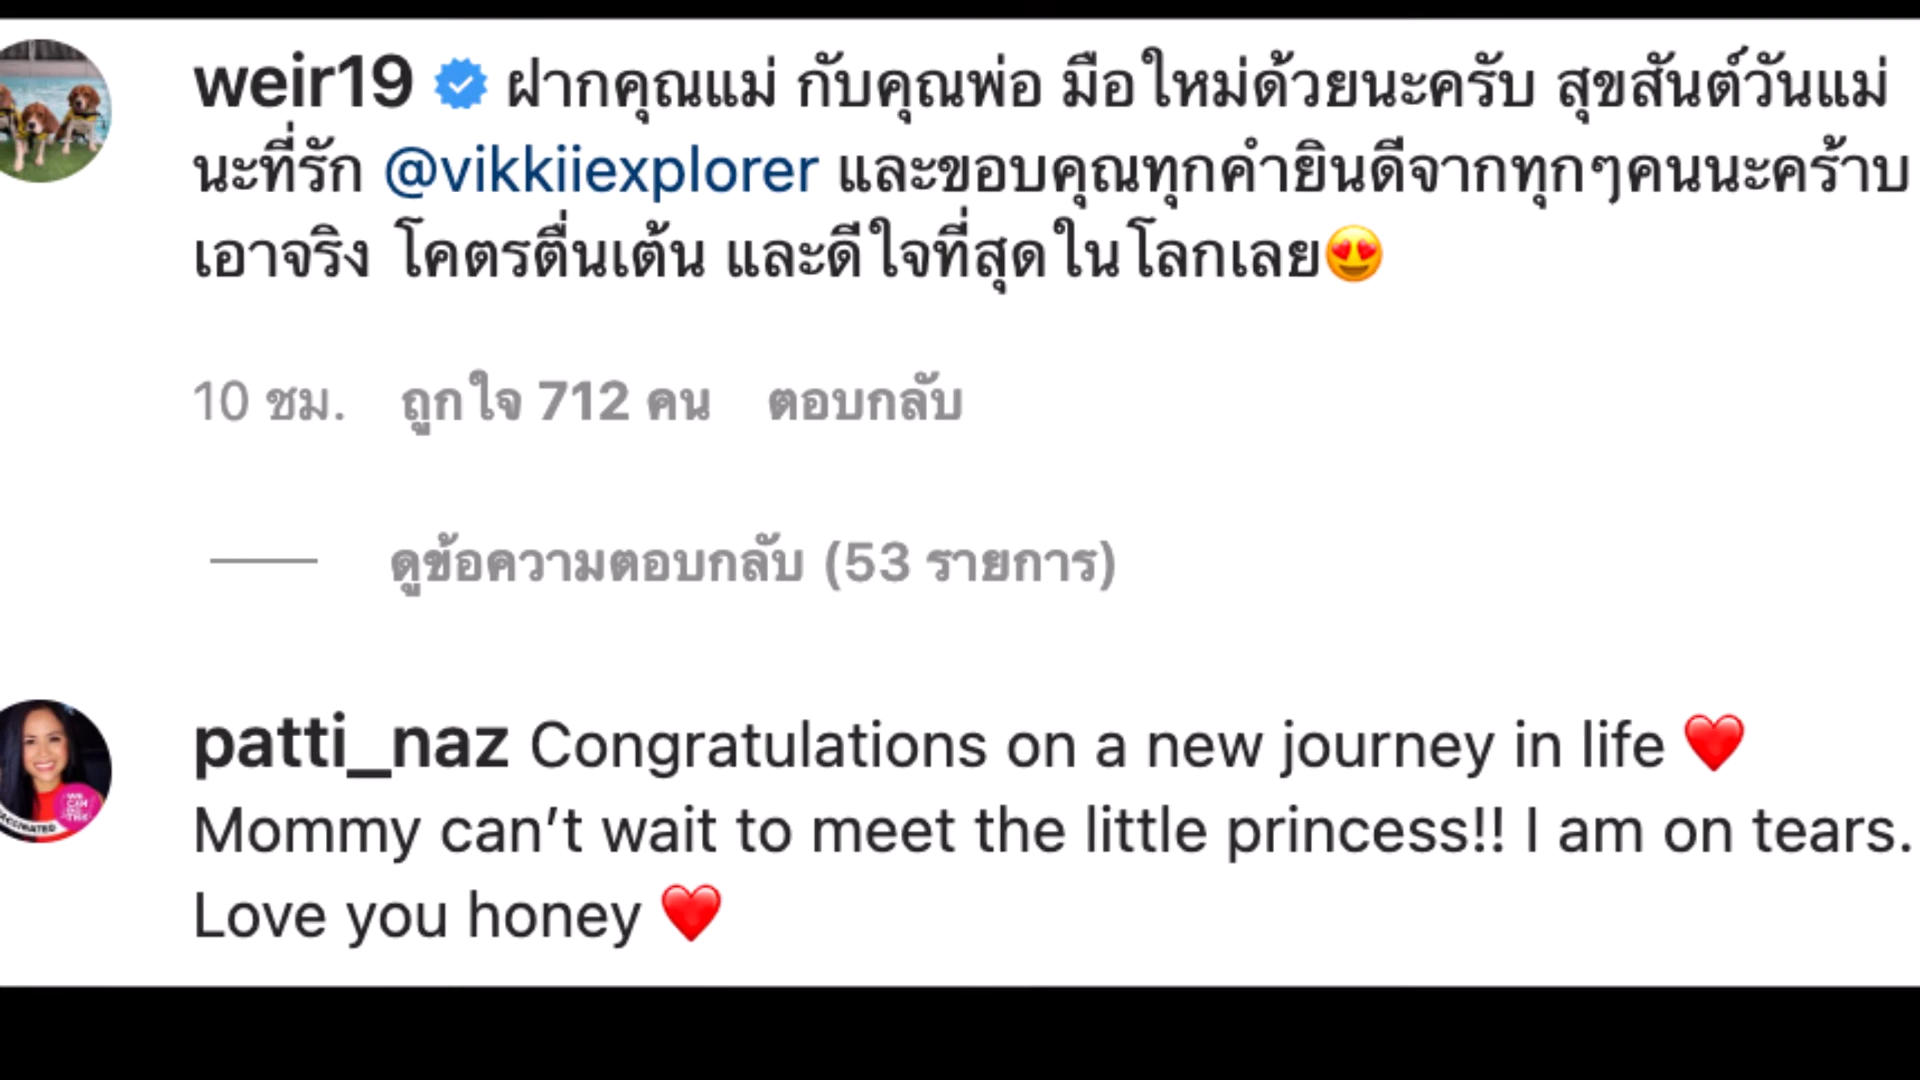 weir19 ฝากคุณแม่ กับคุณพ่อ มือใหม่ด้วยนะครับ สุขสันต์วันแม่
นะที่รัก @vikkiiexplorer และขอบคุณทุกคำยินดีจากทุกๆคนนะคร้าบ
เอาจริง โคตรตื่นเต้น และดีใจที่สุดในโลกเลย😍
10 ชม. ถูกใจ 712 คน ตอบกลับ
ดูข้อความตอบกลับ (53 รายการ)
patti_naz Congratulations on a new journey in life ❤️
Mommy can’t wait to meet the little princess!! I am on tears.
Love you honey ❤️